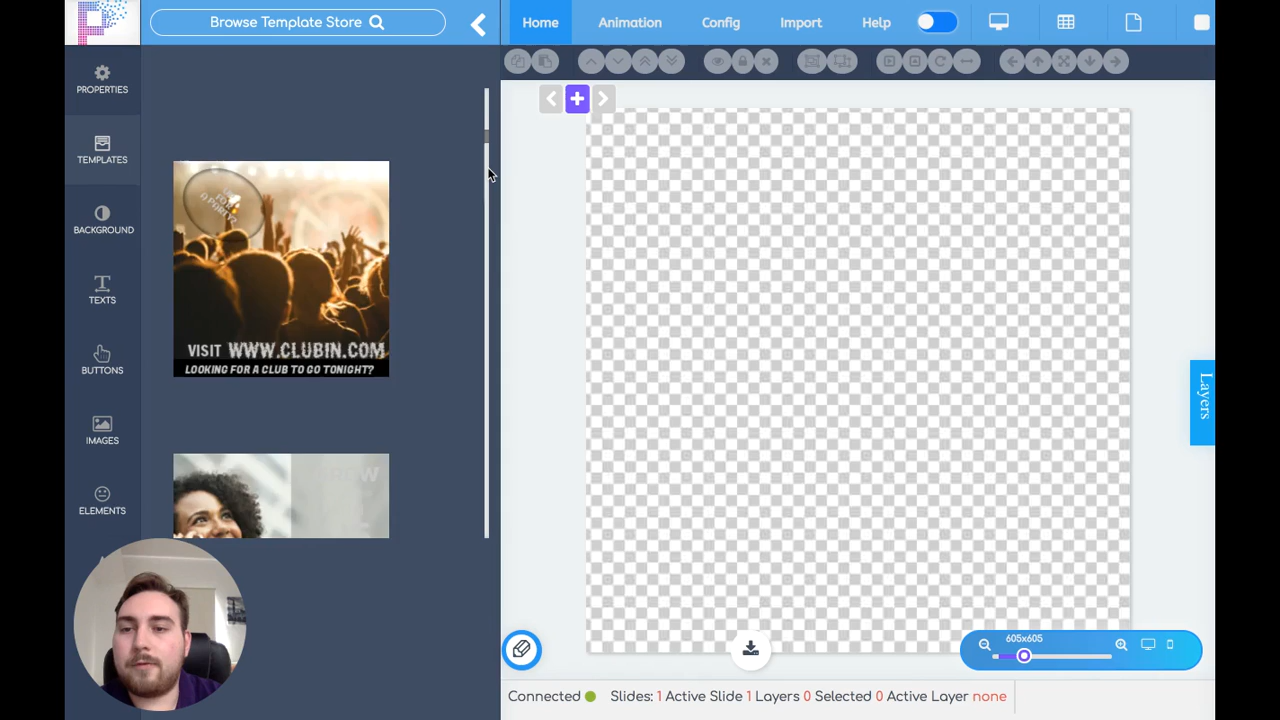 Browse Template Store
Home
Animation
Config
Import
Help
PROPERTIES
TEMPLATES
BACKGROUND
TEXTS
BUTTONS
IMAGES
ELEMENTS
FOR
A PARTY?
VISIT WWW.CLUBIN.COM
LOOKING FOR A CLUB TO GO TONIGHT?
Layers
605x605
Connected
Slides: 1 Active Slide 1 Layers 0 Selected 0 Active Layer none